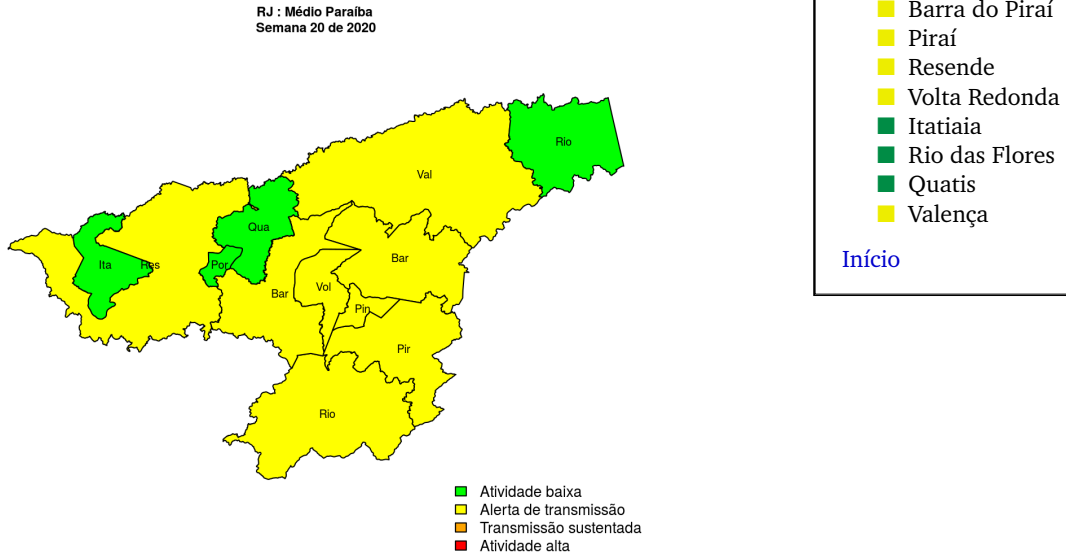 RJ : Médio Paraíba
Semana 20 de 2020
Rio
Val
Qua
Ita
Res
Por
Bar
Bar
Vol
Pin
Pir
Rio
Atividade baixa
Alerta de transmissão
Transmissão sustentada
Atividade alta
Barra do Piraí
Piraí
Resende
Volta Redonda
Itatiaia
Rio das Flores
Quatis
Valença
Início